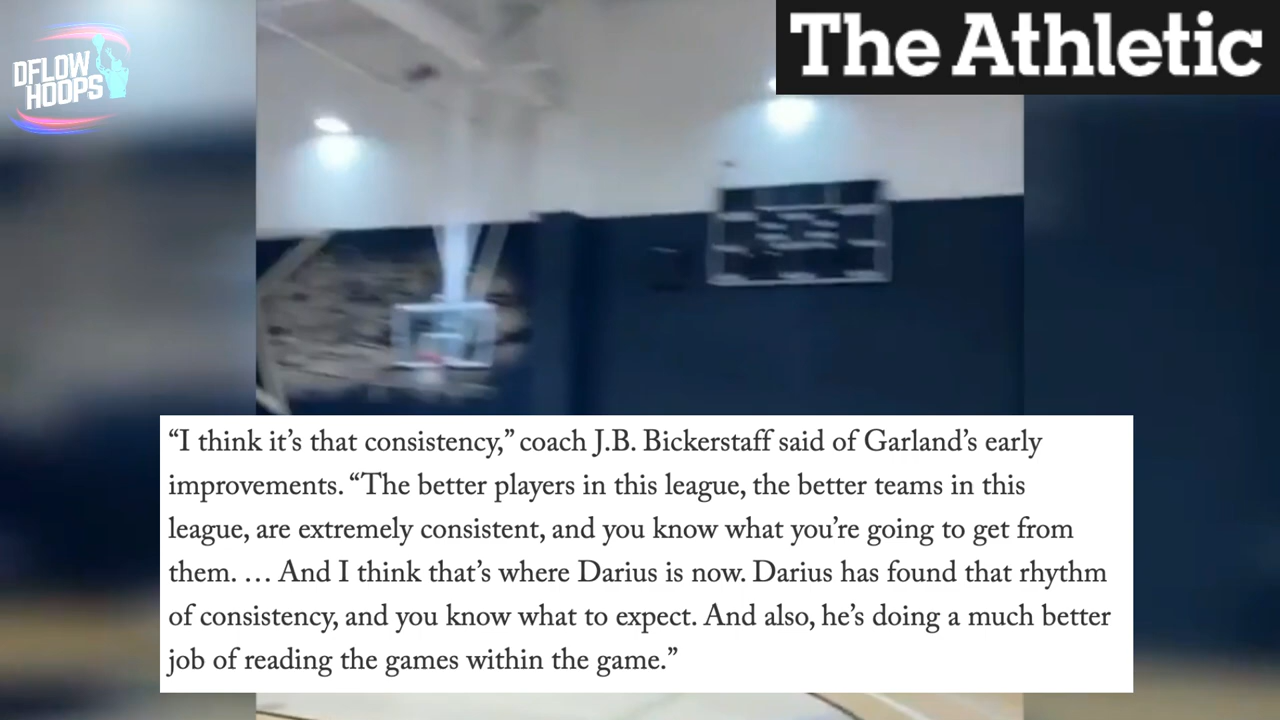 DFLOW
HOOPS
The Athletic
“I think it’s that consistency,” coach J.B. Bickerstaff said of Garland’s early
improvements. “The better players in this league, the better teams in this
league, are extremely consistent, and you know what you’re going to get from
them. … And I think that’s where Darius is now. Darius has found that rhythm
of consistency, and you know what to expect. And also, he’s doing a much better
job of reading the games within the game.”